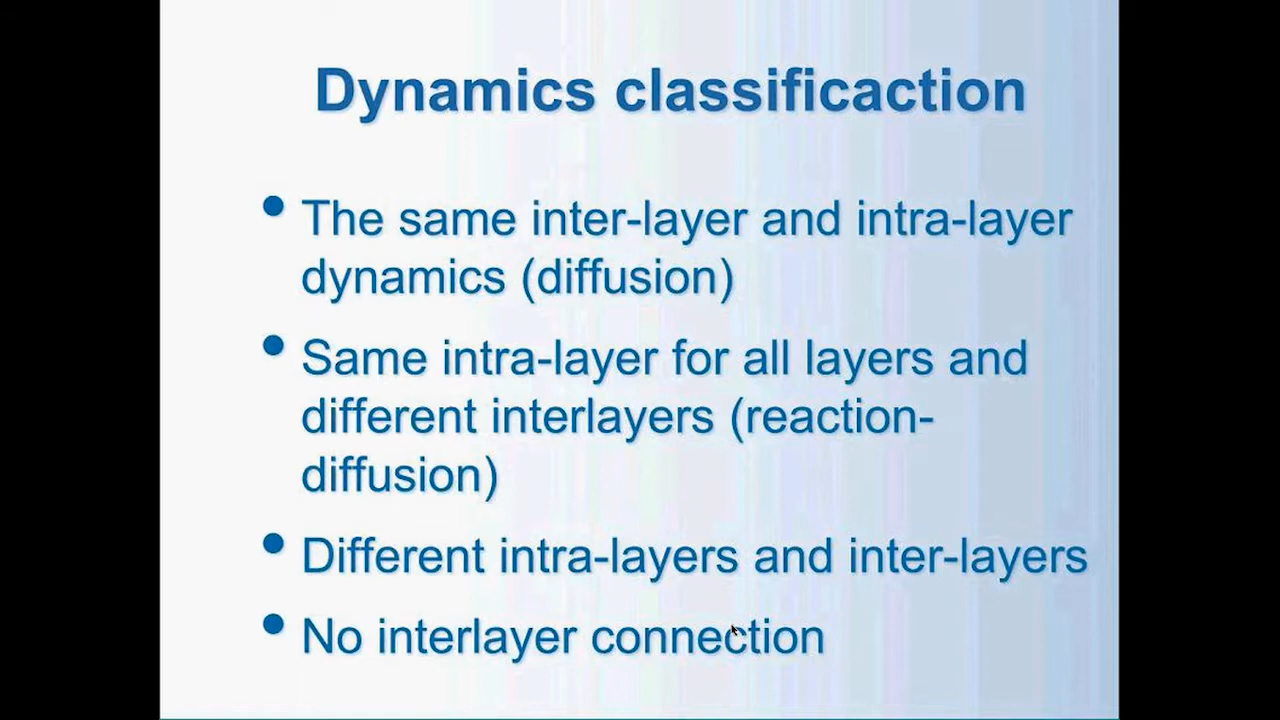 Dynamics classificaction
• The same inter-layer and intra-layer
dynamics (diffusion)
• Same intra-layer for all layers and
different interlayers (reaction-
diffusion)
• Different intra-layers and inter-layers
• No interlayer connection